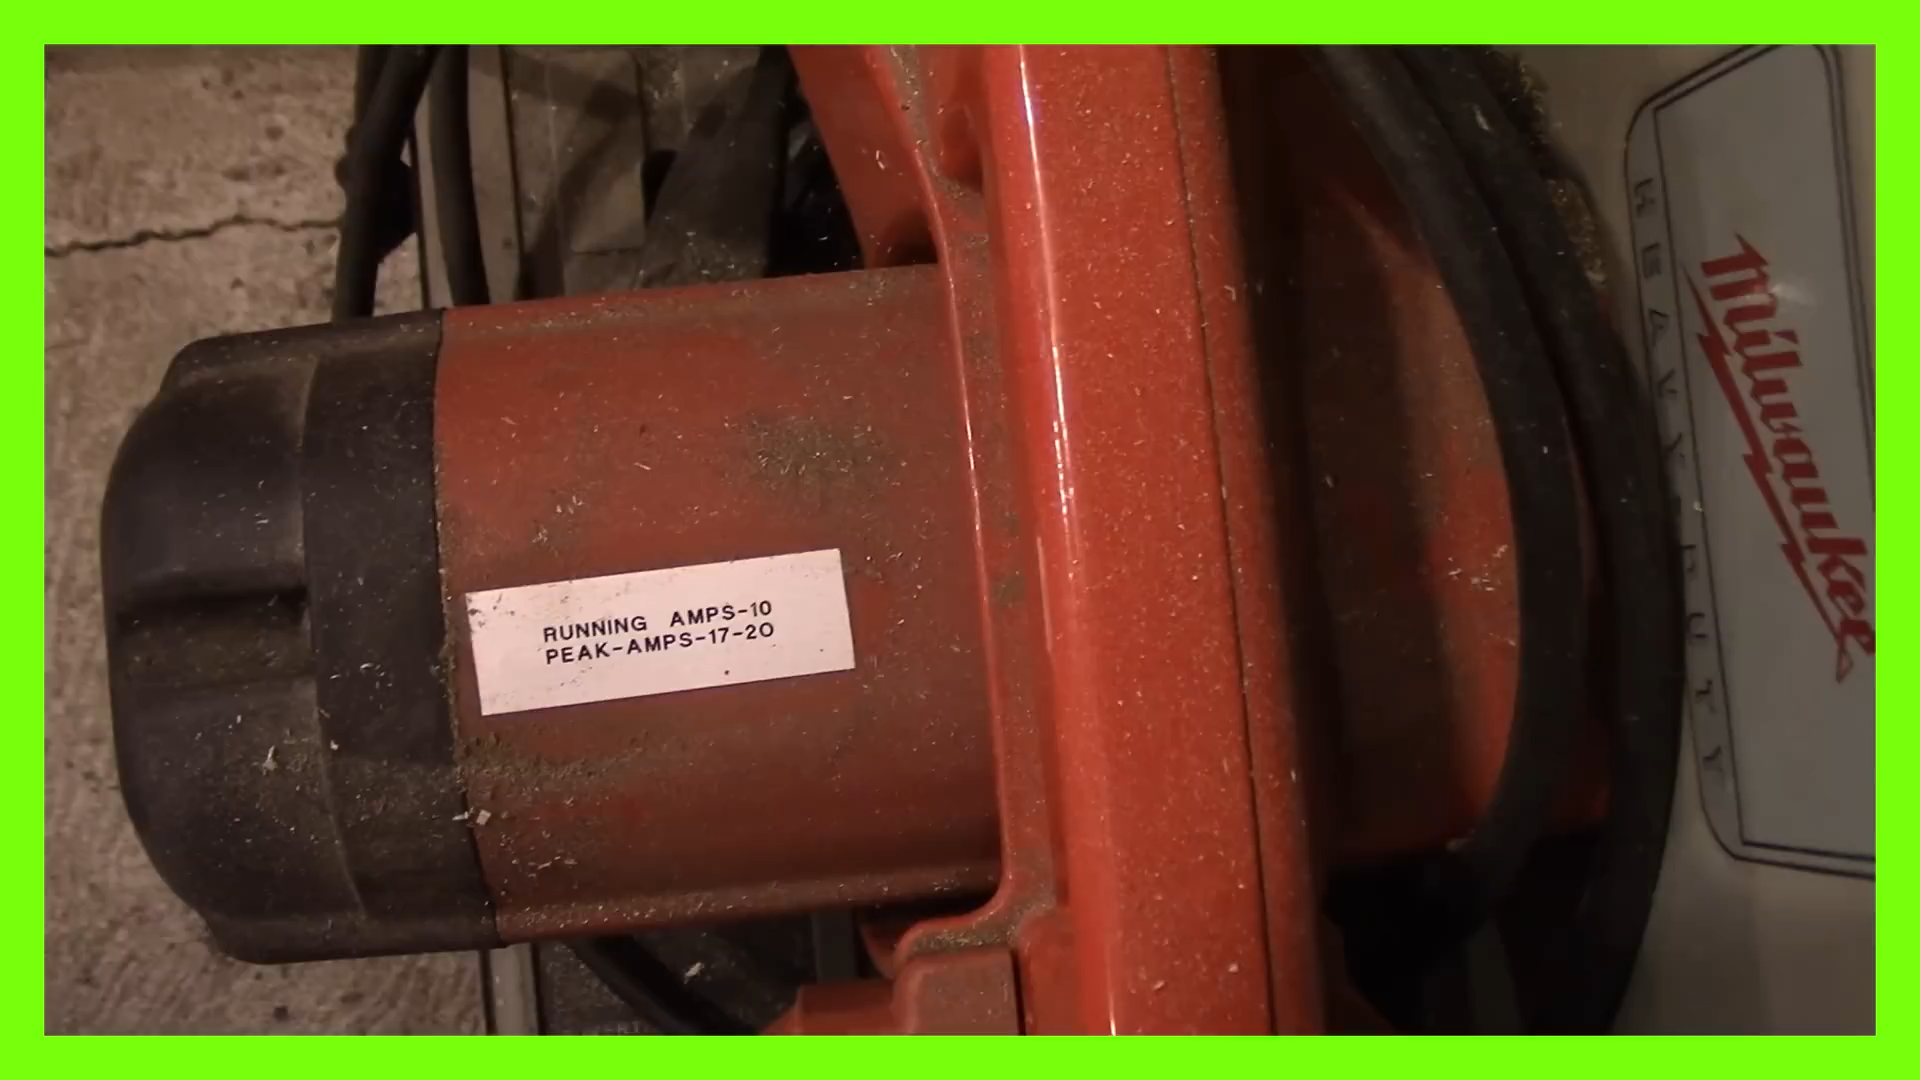 RUNNING AMPS-10
PEAK-AMPS-17-20
HEAVY DUTY
Milwaukee